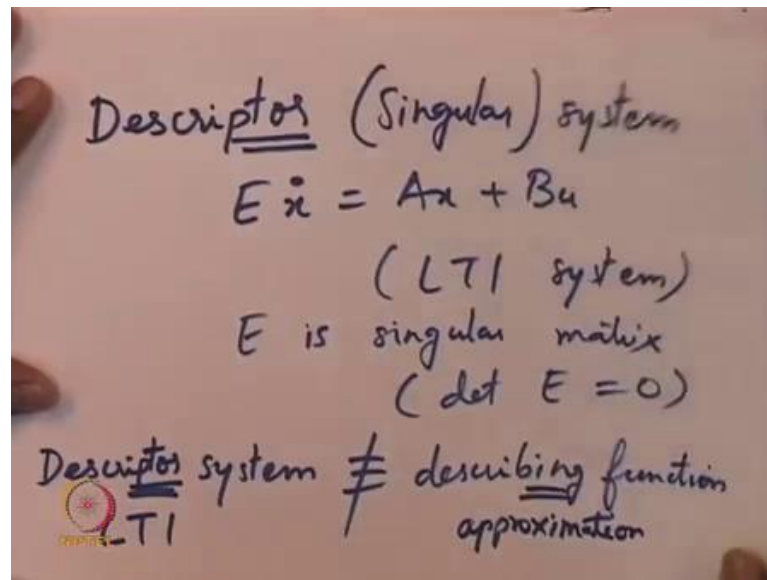 Descriptor (Singular) system
Eẋ = Ax + Bu
(LTI system)
E is singular matrix
(det E = 0)
Descriptor system ≢ describing function
LTI approximation